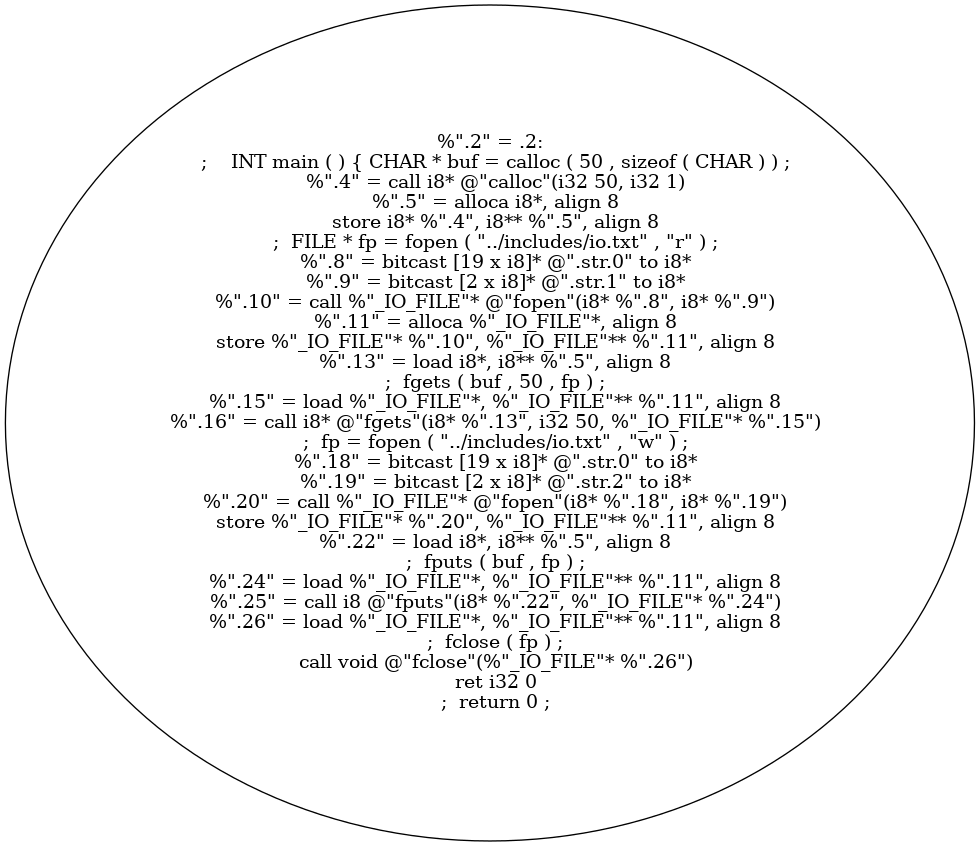 %".2" = .2:
;    INT main ( ) { CHAR * buf = calloc ( 50 , sizeof ( CHAR ) ) ;
%".4" = call i8* @"calloc"(i32 50, i32 1)
%".5" = alloca i8*, align 8
store i8* %".4", i8** %".5", align 8
;  FILE * fp = fopen ( "../includes/io.txt" , "r" ) ;
%".8" = bitcast [19 x i8]* @".str.0" to i8*
%".9" = bitcast [2 x i8]* @".str.1" to i8*
%".10" = call %"_IO_FILE"* @"fopen"(i8* %".8", i8* %".9")
%".11" = alloca %"_IO_FILE"*, align 8
store %"_IO_FILE"* %".10", %"_IO_FILE"** %".11", align 8
%".13" = load i8*, i8** %".5", align 8
;  fgets ( buf , 50 , fp ) ;
%".15" = load %"_IO_FILE"*, %"_IO_FILE"** %".11", align 8
%".16" = call i8* @"fgets"(i8* %".13", i32 50, %"_IO_FILE"* %".15")
;  fp = fopen ( "../includes/io.txt" , "w" ) ;
%".18" = bitcast [19 x i8]* @".str.0" to i8*
%".19" = bitcast [2 x i8]* @".str.2" to i8*
%".20" = call %"_IO_FILE"* @"fopen"(i8* %".18", i8* %".19")
store %"_IO_FILE"* %".20", %"_IO_FILE"** %".11", align 8
%".22" = load i8*, i8** %".5", align 8
;  fputs ( buf , fp ) ;
%".24" = load %"_IO_FILE"*, %"_IO_FILE"** %".11", align 8
%".25" = call i8 @"fputs"(i8* %".22", %"_IO_FILE"* %".24")
%".26" = load %"_IO_FILE"*, %"_IO_FILE"** %".11", align 8
;  fclose ( fp ) ;
call void @"fclose"(%"_IO_FILE"* %".26")
ret i32 0
;  return 0 ;